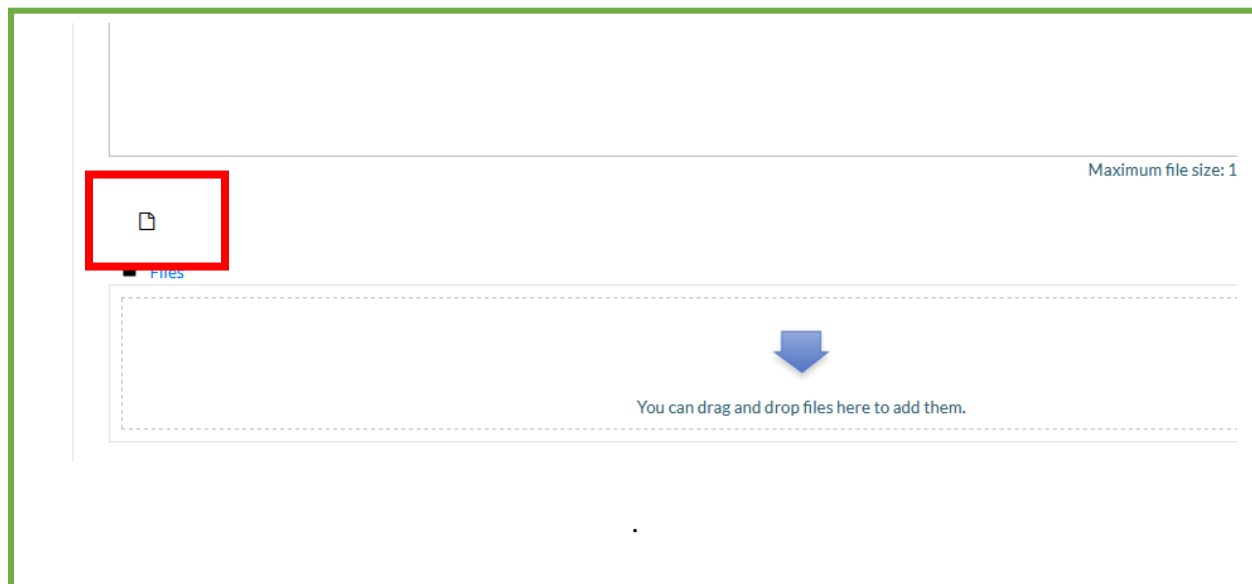 Maximum file size: 1
Files
You can drag and drop files here to add them.
.